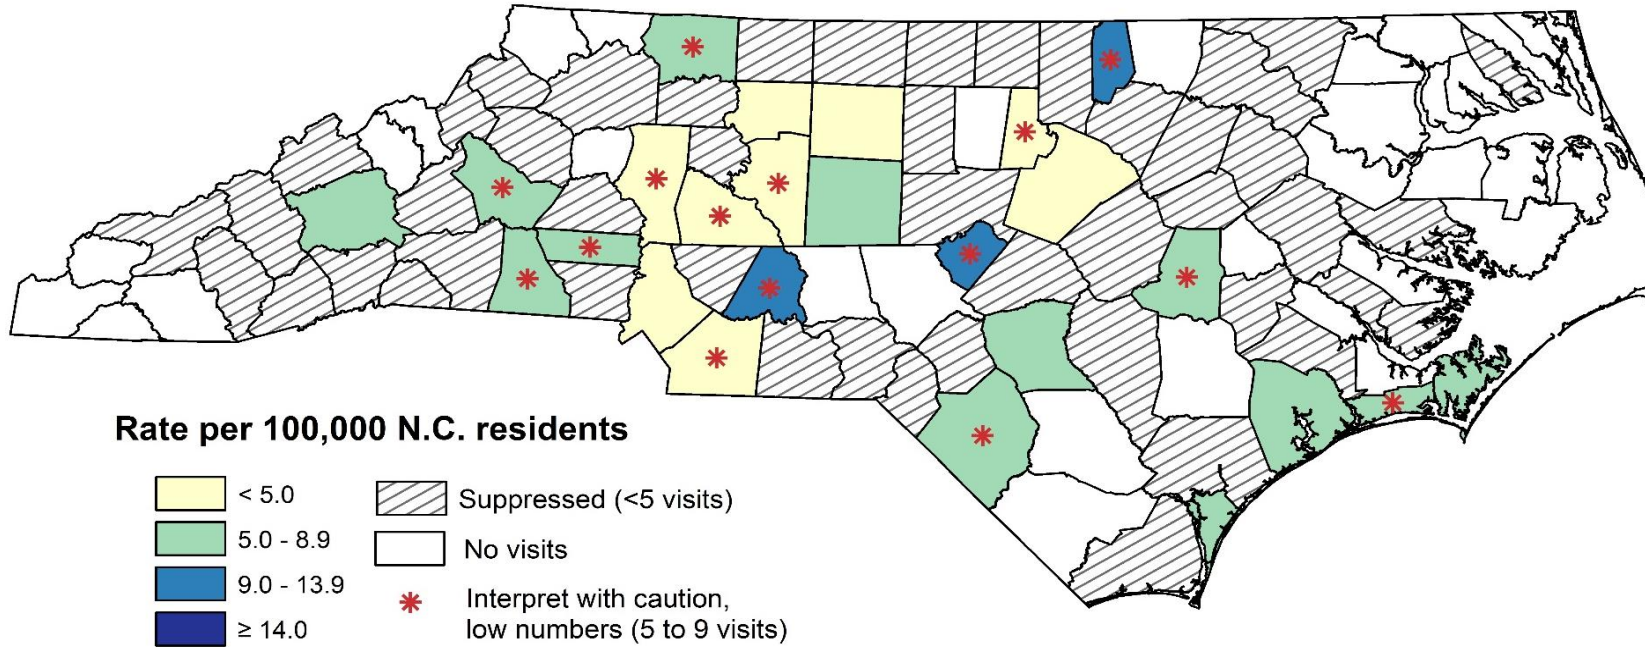 Rate per 100,000 N.C. residents
< 5.0
5.0 - 8.9
9.0 - 13.9
≥ 14.0
Suppressed (<5 visits)
No visits
Interpret with caution,
low numbers (5 to 9 visits)